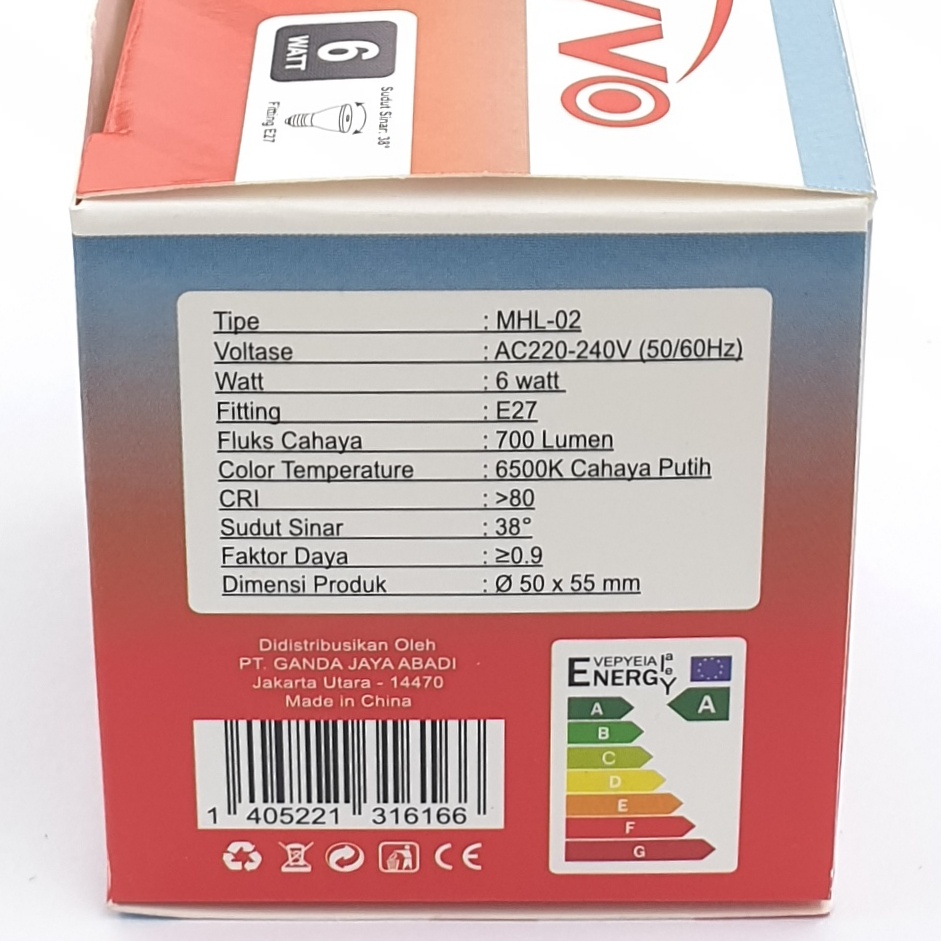 6
WATT
Sudut Sinar: 38°
Fitting E27
VO
Tipe : MHL-02
Voltase : AC220-240V (50/60Hz)
Watt : 6 watt
Fitting : E27
Fluks Cahaya : 700 Lumen
Color Temperature : 6500K Cahaya Putih
CRI : >80
Sudut Sinar : 38°
Faktor Daya : ≥0.9
Dimensi Produk : Ø 50 x 55 mm
Didistribusikan Oleh
PT. GANDA JAYA ABADI
Jakarta Utara - 14470
Made in China
1 405221 316166
CE
ENERGY
VEPYEIA
A
A
B
C
D
E
F
G